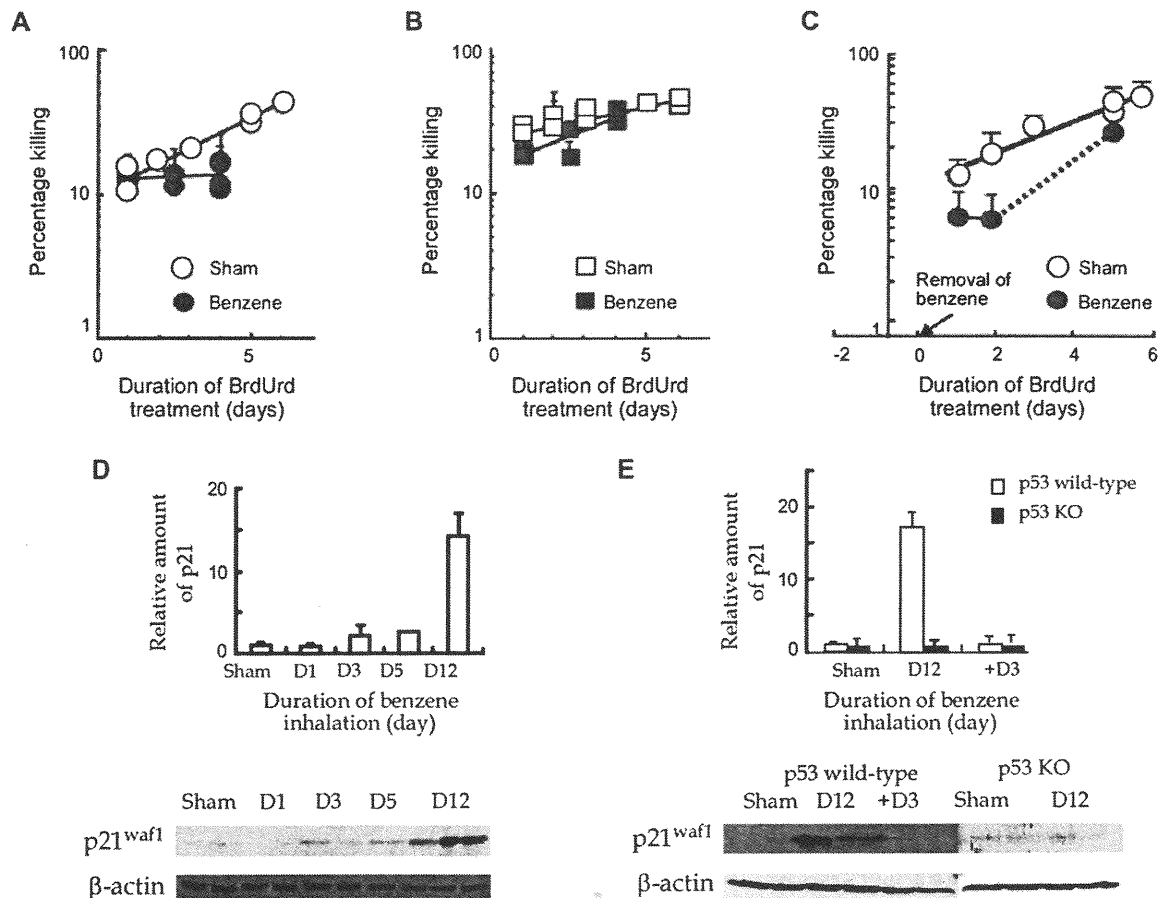 A
100
10
1
0
5
Percentage killing
Sham
Benzene
Duration of BrdUrd
treatment (days)
B
100
10
1
0
5
Percentage killing
Sham
Benzene
Duration of BrdUrd
treatment (days)
C
100
10
1
-2
0
2
4
6
Percentage killing
Removal of
benzene
Sham
Benzene
Duration of BrdUrd
treatment (days)
D
Relative amount
of p21
20
10
0
Sham D1 D3 D5 D12
Duration of benzene
inhalation (day)
Sham D1 D3 D5 D12
p21waf1
β-actin
E
Relative amount
of p21
20
10
0
p53 wild-type
p53 KO
Sham D12 +D3
Duration of benzene
inhalation (day)
p53 wild-type p53 KO
Sham D12 +D3 Sham D12
p21waf1
β-actin